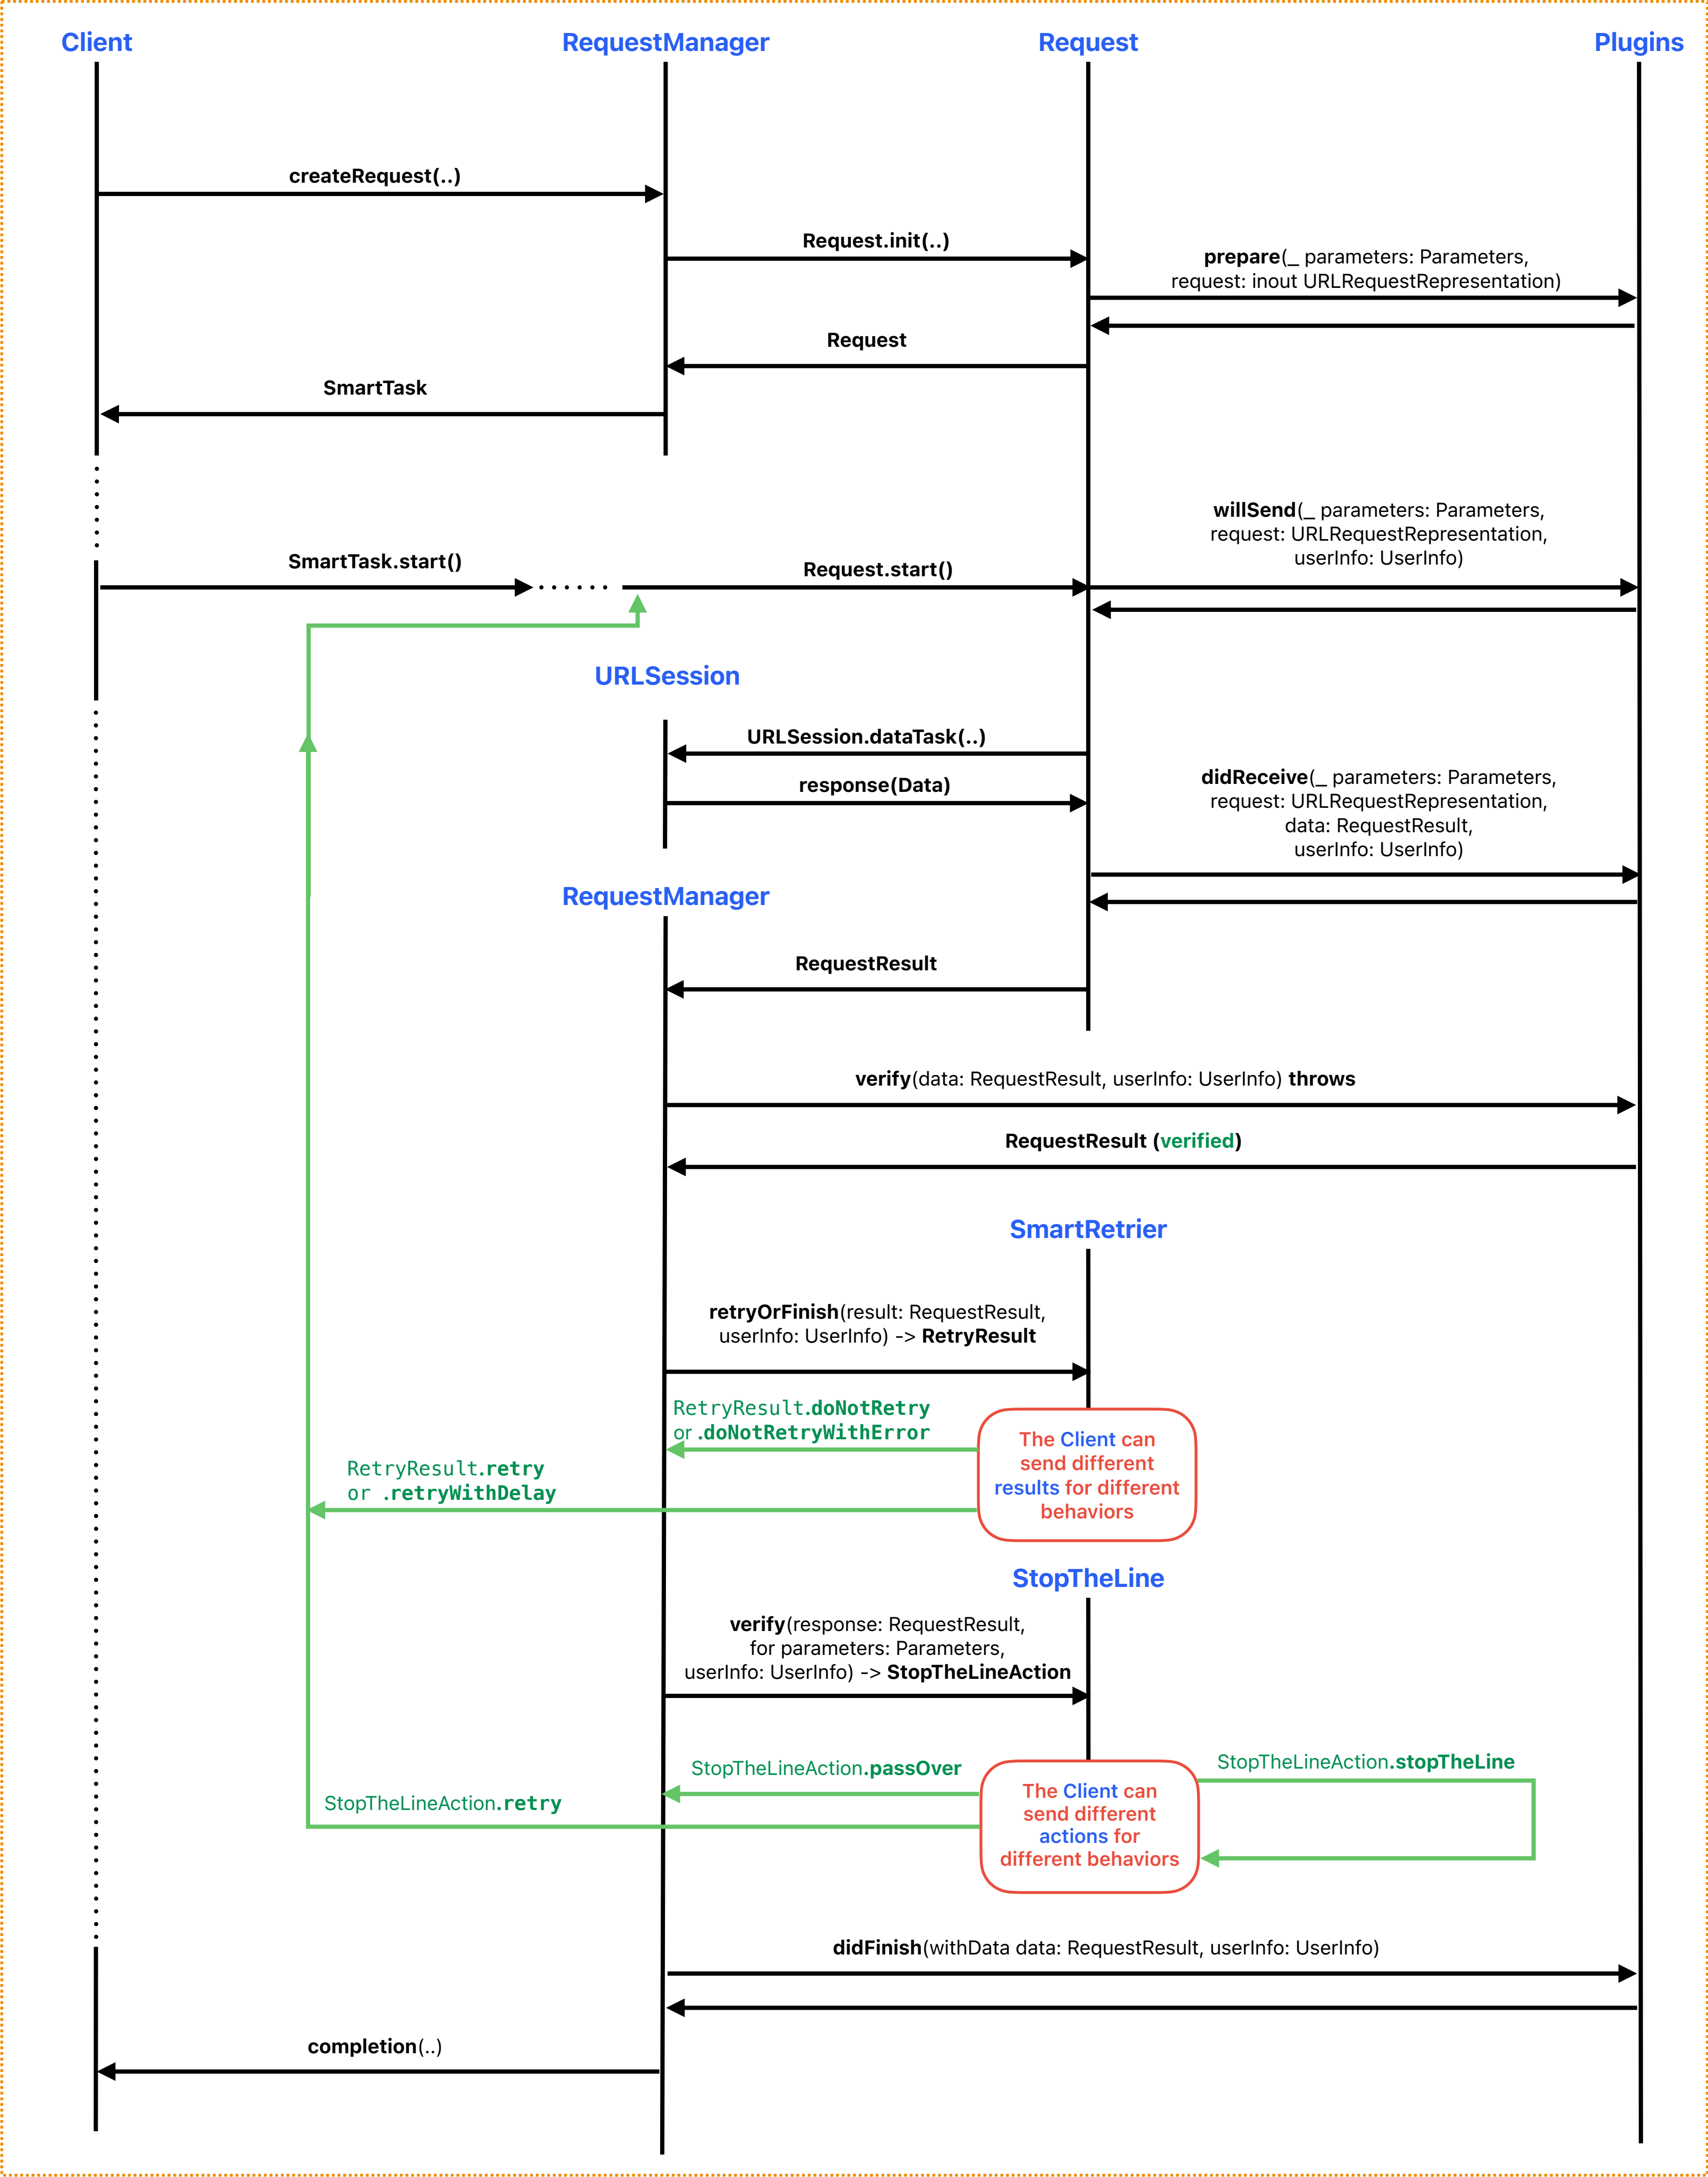 Client
RequestManager
Request
Plugins
createRequest(..)
Request.init(..)
prepare(_ parameters: Parameters,
request: inout URLRequestRepresentation)
Request
SmartTask
willSend(_ parameters: Parameters,
request: URLRequestRepresentation,
userInfo: UserInfo)
SmartTask.start()
Request.start()
URLSession
URLSession.dataTask(..)
response(Data)
didReceive(_ parameters: Parameters,
request: URLRequestRepresentation,
data: RequestResult,
userInfo: UserInfo)
RequestManager
RequestResult
verify(data: RequestResult, userInfo: UserInfo) throws
RequestResult (verified)
SmartRetrier
retryOrFinish(result: RequestResult,
userInfo: UserInfo) -> RetryResult
RetryResult.doNotRetry
or .doNotRetryWithError
The Client can
send different
results for different
behaviors
RetryResult.retry
or .retryWithDelay
StopTheLine
verify(response: RequestResult,
for parameters: Parameters,
userInfo: UserInfo) -> StopTheLineAction
StopTheLineAction.passOver
StopTheLineAction.stopTheLine
The Client can
send different
actions for
different behaviors
StopTheLineAction.retry
didFinish(withData data: RequestResult, userInfo: UserInfo)
completion(..)